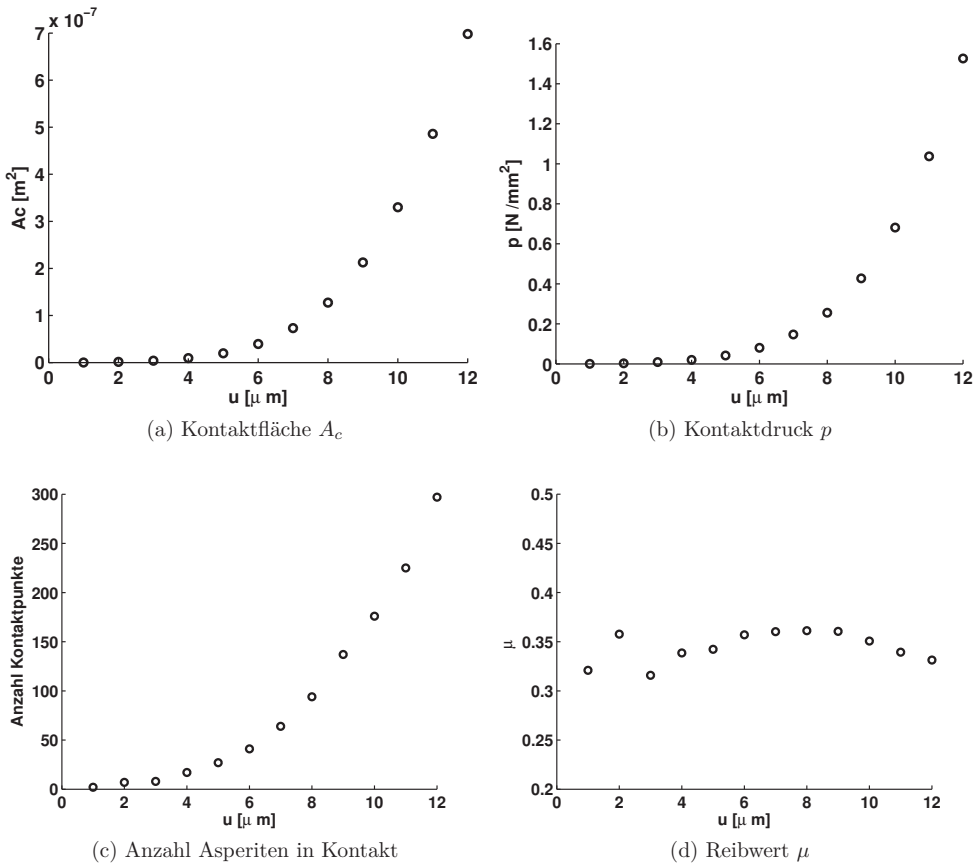 x 10⁻⁷
7
6
5
4
3
2
1
0
0 2 4 6 8 10 12
Ac [m²]
u [μ m]
(a) Kontaktfläche A_c
1.6
1.4
1.2
1
0.8
0.6
0.4
0.2
0
0 2 4 6 8 10 12
p [N /mm²]
u [μ m]
(b) Kontaktdruck p
300
250
200
150
100
50
0
0 2 4 6 8 10 12
Anzahl Kontaktpunkte
u [μ m]
(c) Anzahl Asperiten in Kontakt
0.5
0.45
0.4
0.35
0.3
0.25
0.2
0 2 4 6 8 10 12
μ
u [μ m]
(d) Reibwert μ